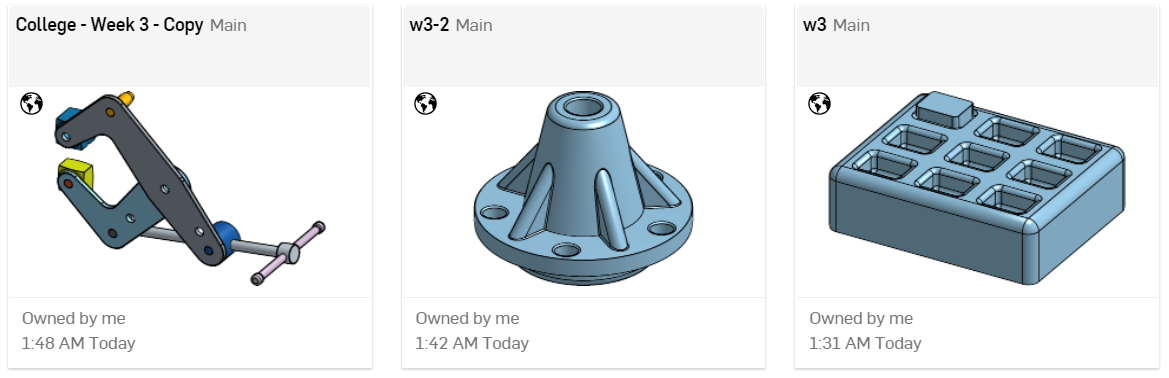 College - Week 3 - Copy Main
Owned by me
1:48 AM Today
w3-2 Main
Owned by me
1:42 AM Today
w3 Main
Owned by me
1:31 AM Today